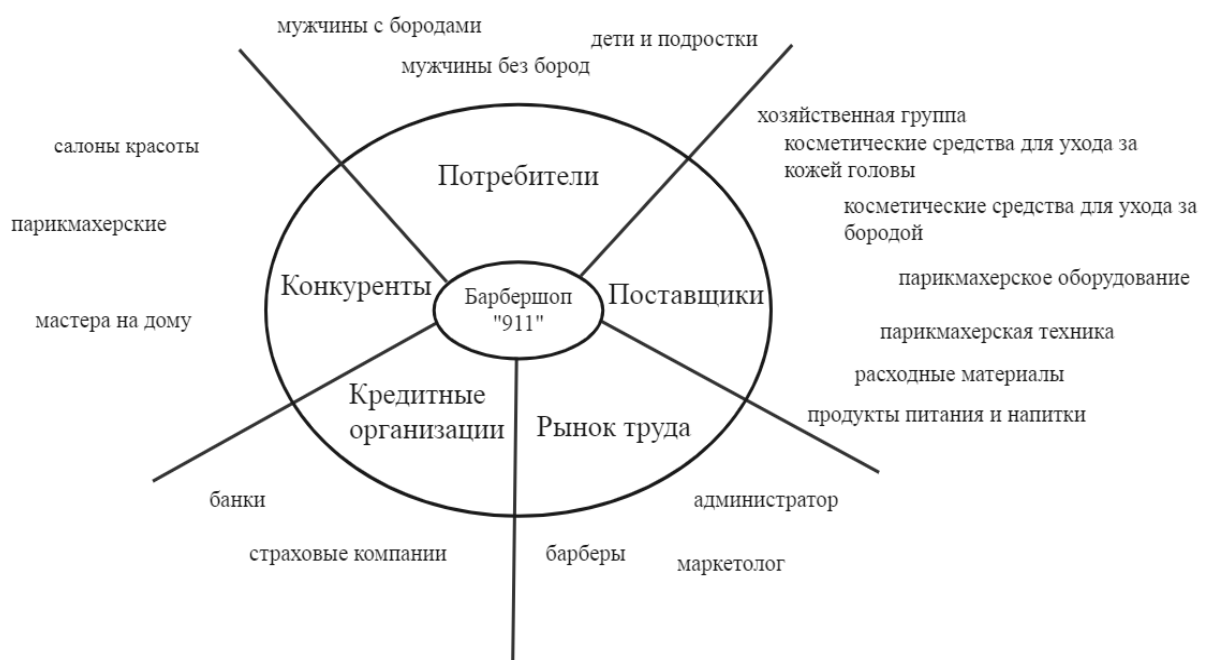 мужчины с бородами
дети и подростки
мужчины без бород
хозяйственная группа
косметические средства для ухода за
кожей головы
салоны красоты
Потребители
косметические средства для ухода за
бородой
парикмахерские
парикмахерское оборудование
Конкуренты
Барбершоп
"911"
Поставщики
мастера на дому
парикмахерская техника
расходные материалы
Кредитные
организации
Рынок труда
продукты питания и напитки
банки
администратор
страховые компании
барберы
маркетолог